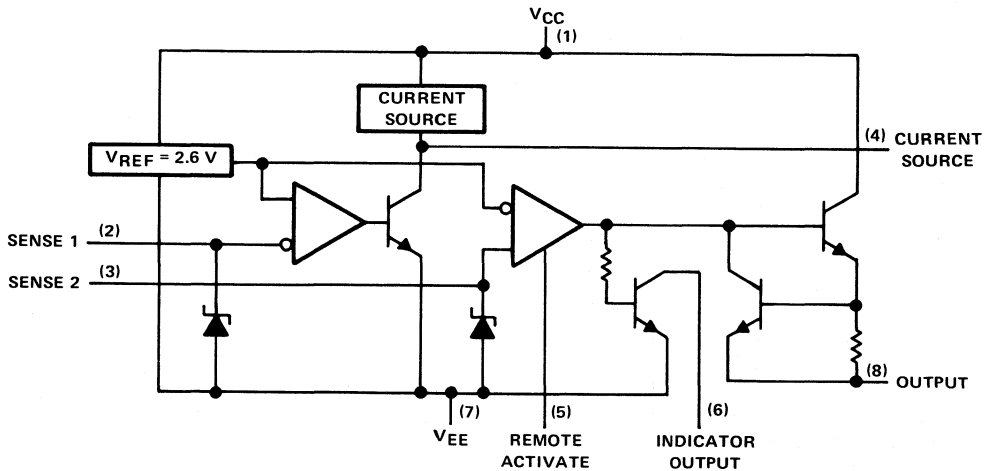 VCC
(1)
CURRENT
SOURCE
(4)
CURRENT
SOURCE
VREF = 2.6 V
SENSE 1
(2)
SENSE 2
(3)
(8)
OUTPUT
(7)
VEE
(5)
REMOTE
ACTIVATE
(6)
INDICATOR
OUTPUT